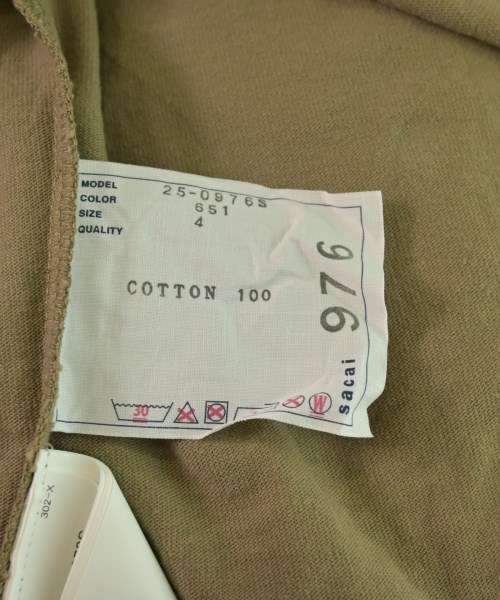 MODEL 25-0976S
COLOR 651
SIZE 4
QUALITY
COTTON 100
30
W
sacai 976
302-X